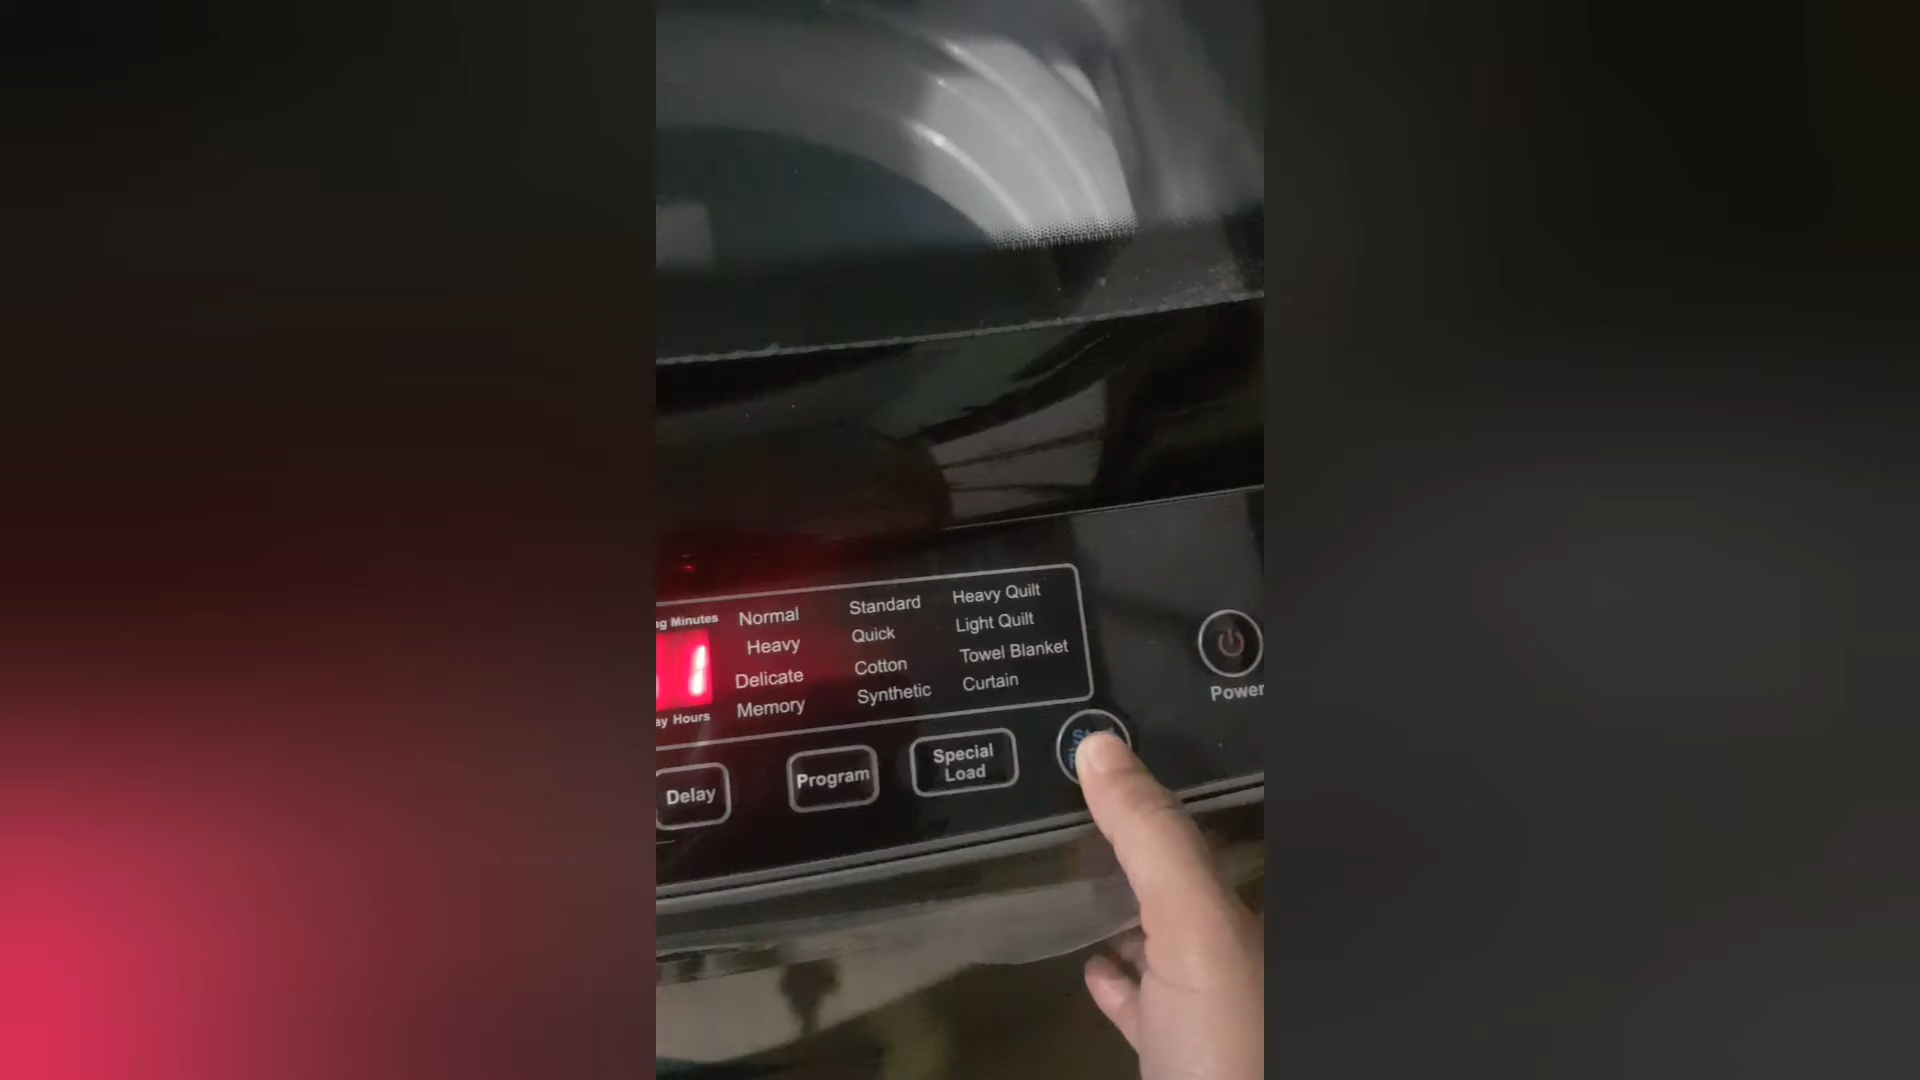 Normal
Heavy
Delicate
Memory
Standard
Quick
Cotton
Synthetic
Heavy Quilt
Light Quilt
Towel Blanket
Curtain
Minutes
1
Hours
Delay
Program
Special
Load
Power